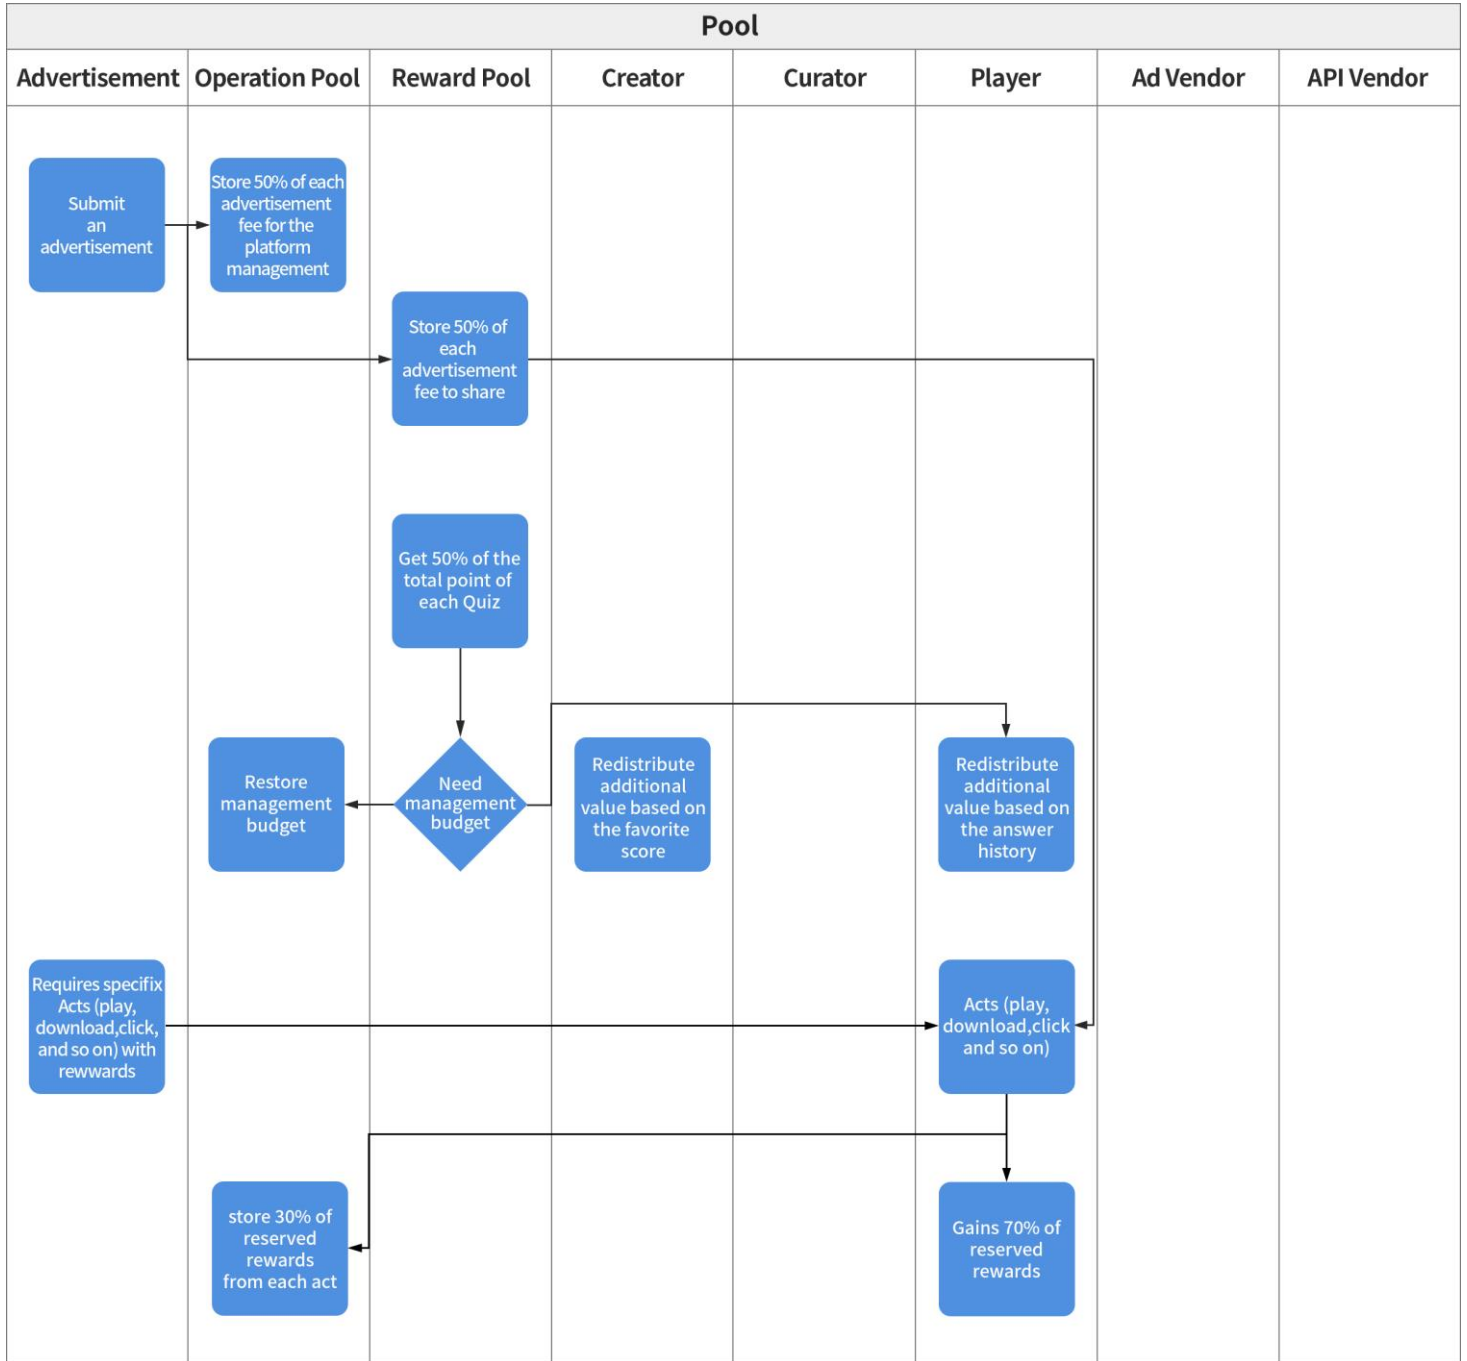 Pool
Advertisement
Operation Pool
Reward Pool
Creator
Curator
Player
Ad Vendor
API Vendor
Submit
an
advertisement
Store 50% of each
advertisement
fee for the
platform
management
Store 50% of
each
advertisement
fee to share
Get 50% of the
total point of
each Quiz
Restore
management
budget
Need
management
budget
Redistribute
additional
value based on
the favorite
score
Redistribute
additional
value based on
the answer
history
Requires specifix
Acts (play,
download,click,
and so on) with
rewwards
Acts (play,
download,click
and so on)
store 30% of
reserved
rewards
from each act
Gains 70% of
reserved
rewards